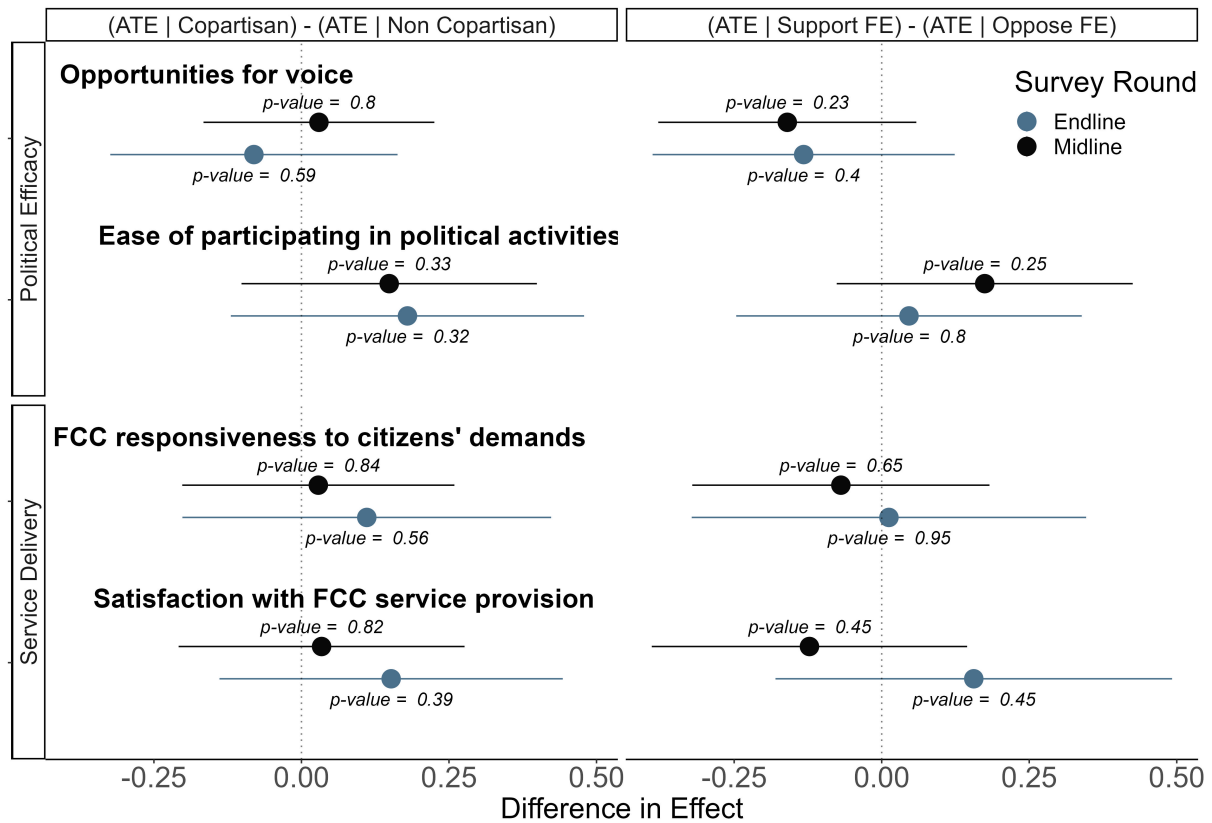 (ATE | Copartisan) - (ATE | Non Copartisan)
(ATE | Support FE) - (ATE | Oppose FE)
Political Efficacy
Opportunities for voice
p-value = 0.8
p-value = 0.59
Ease of participating in political activities
p-value = 0.33
p-value = 0.32
p-value = 0.23
p-value = 0.4
p-value = 0.25
p-value = 0.8
Survey Round
Endline
Midline
Service Delivery
FCC responsiveness to citizens' demands
p-value = 0.84
p-value = 0.56
Satisfaction with FCC service provision
p-value = 0.82
p-value = 0.39
p-value = 0.65
p-value = 0.95
p-value = 0.45
p-value = 0.45
-0.25 0.00 0.25 0.50
-0.25 0.00 0.25 0.50
Difference in Effect